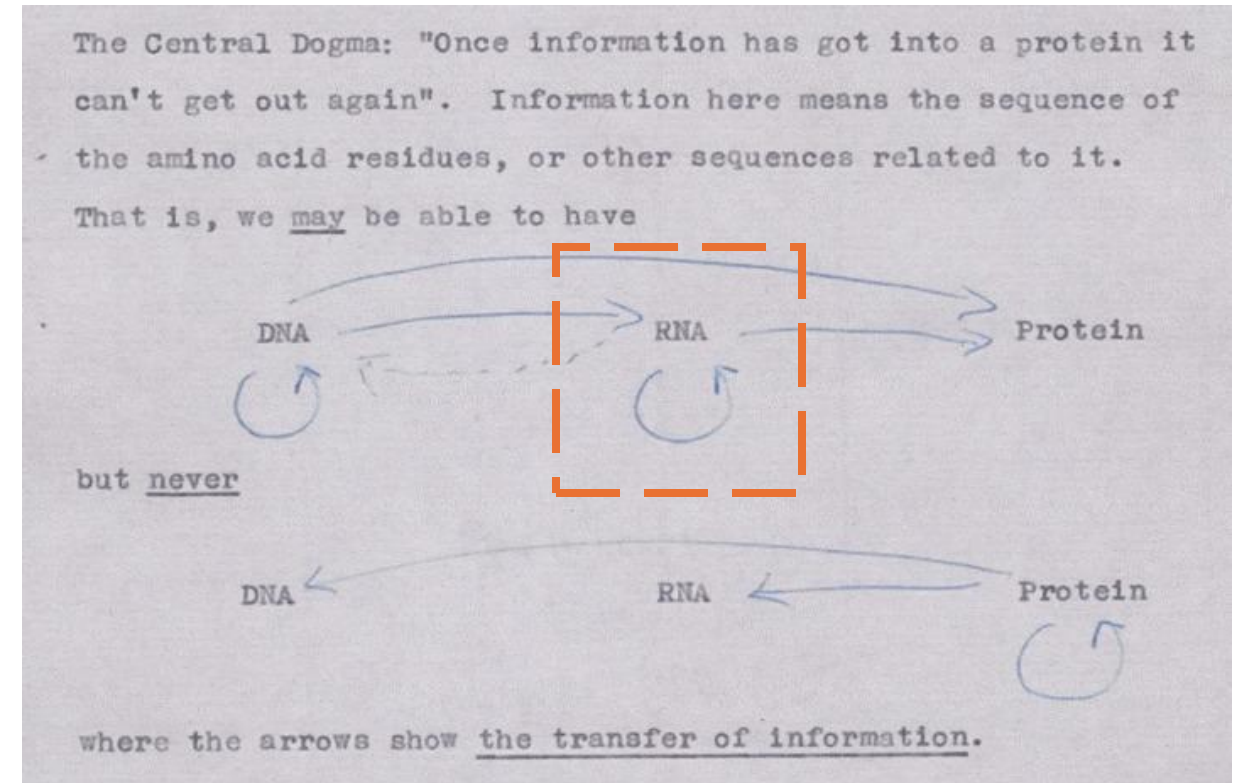 The Central Dogma: "Once information has got into a protein it
can't get out again". Information here means the sequence of
the amino acid residues, or other sequences related to it.
That is, we may be able to have
DNA RNA Protein
but never
DNA RNA Protein
where the arrows show the transfer of information.